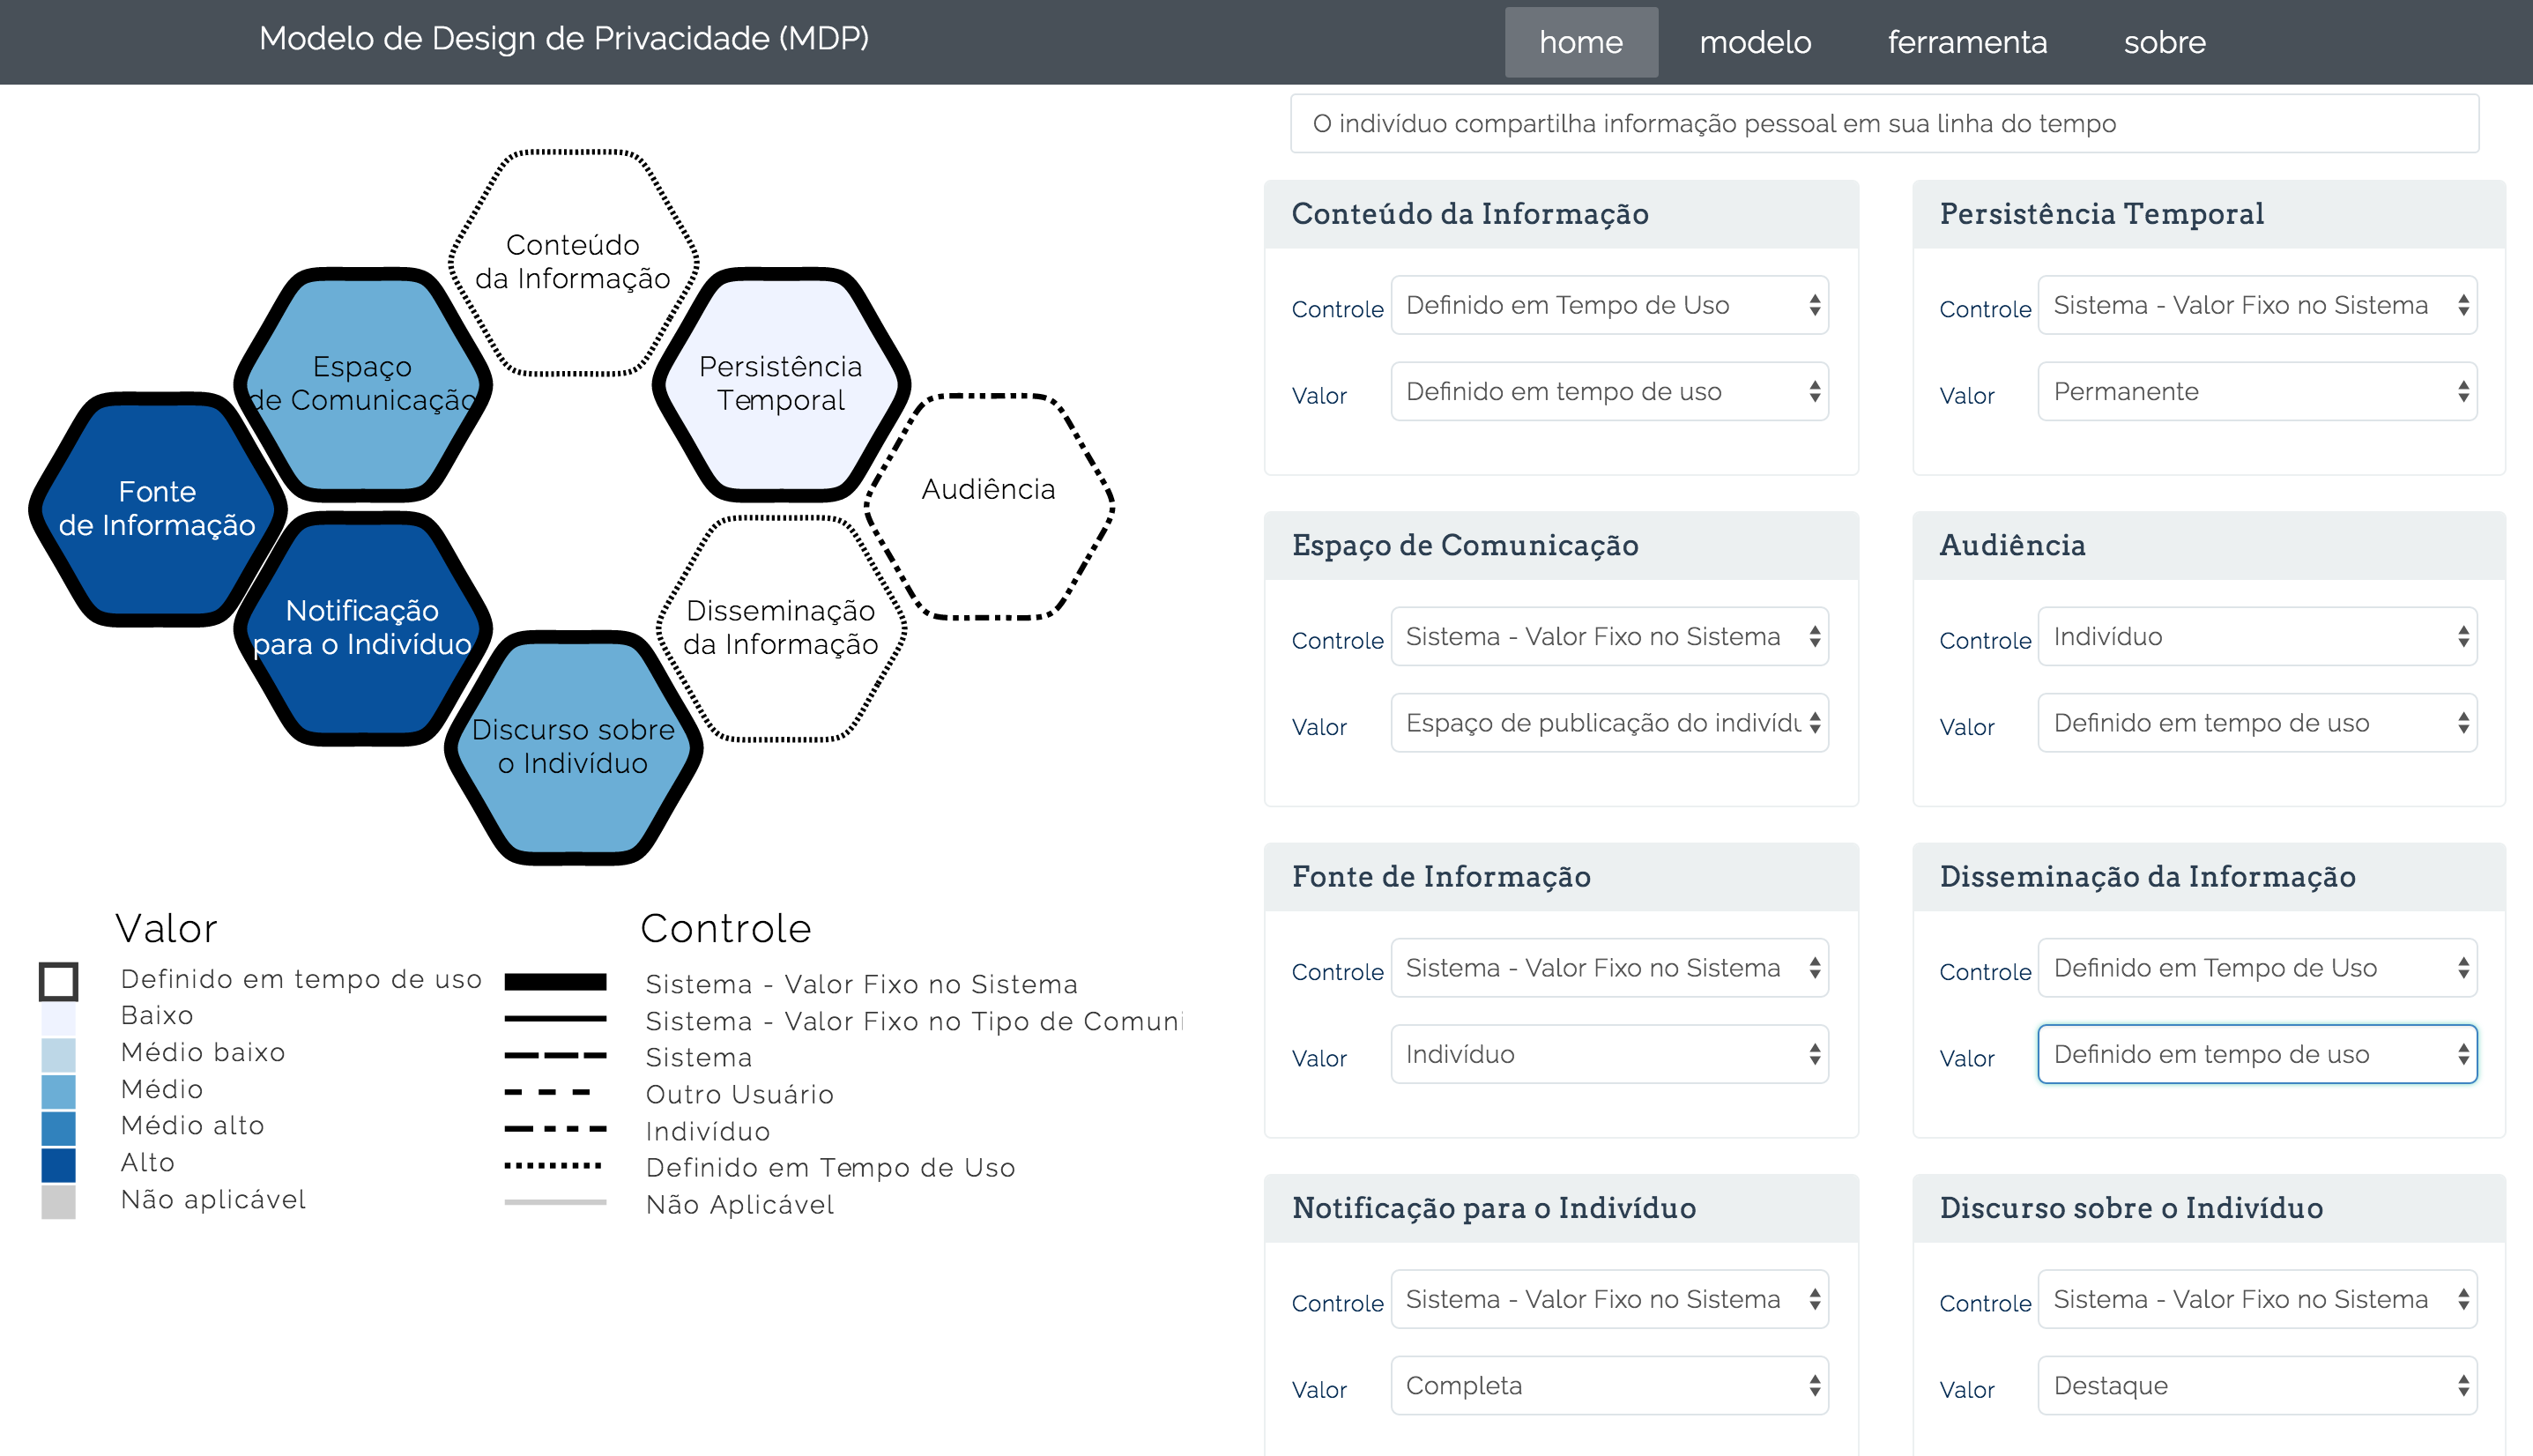 Modelo de Design de Privacidade (MDP)
home
modelo
ferramenta
sobre
Conteúdo
da Informação
Espaço
de Comunicação
Persistência
Temporal
Fonte
de Informação
Audiência
Notificação
para o Indivíduo
Disseminação
da Informação
Discurso sobre
o Indivíduo
Valor
Definido em tempo de uso
Baixo
Médio baixo
Médio
Médio alto
Alto
Não aplicável
Controle
Sistema - Valor Fixo no Sistema
Sistema - Valor Fixo no Tipo de Comuni
Sistema
Outro Usuário
Indivíduo
Definido em Tempo de Uso
Não Aplicável
O indivíduo compartilha informação pessoal em sua linha do tempo
Conteúdo da Informação
Controle
Definido em Tempo de Uso
Valor
Definido em tempo de uso
Persistência Temporal
Controle
Sistema - Valor Fixo no Sistema
Valor
Permanente
Espaço de Comunicação
Controle
Sistema - Valor Fixo no Sistema
Valor
Espaço de publicação do indivídu
Audiência
Controle
Indivíduo
Valor
Definido em tempo de uso
Fonte de Informação
Controle
Sistema - Valor Fixo no Sistema
Valor
Indivíduo
Disseminação da Informação
Controle
Definido em Tempo de Uso
Valor
Definido em tempo de uso
Notificação para o Indivíduo
Controle
Sistema - Valor Fixo no Sistema
Valor
Completa
Discurso sobre o Indivíduo
Controle
Sistema - Valor Fixo no Sistema
Valor
Destaque